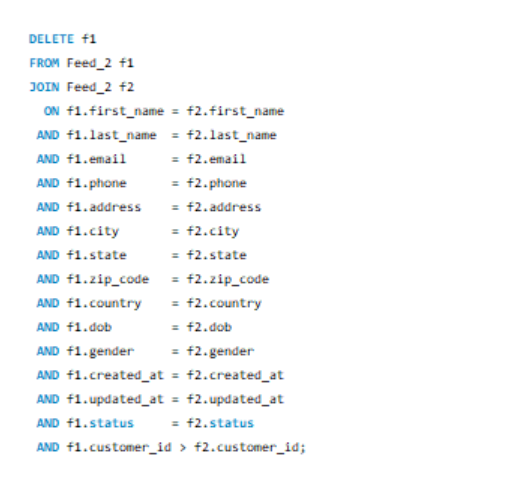 DELETE f1
FROM Feed_2 f1
JOIN Feed_2 f2
  ON f1.first_name = f2.first_name
 AND f1.last_name  = f2.last_name
 AND f1.email      = f2.email
 AND f1.phone      = f2.phone
 AND f1.address    = f2.address
 AND f1.city       = f2.city
 AND f1.state      = f2.state
 AND f1.zip_code   = f2.zip_code
 AND f1.country    = f2.country
 AND f1.dob        = f2.dob
 AND f1.gender     = f2.gender
 AND f1.created_at = f2.created_at
 AND f1.updated_at = f2.updated_at
 AND f1.status     = f2.status
 AND f1.customer_id > f2.customer_id;